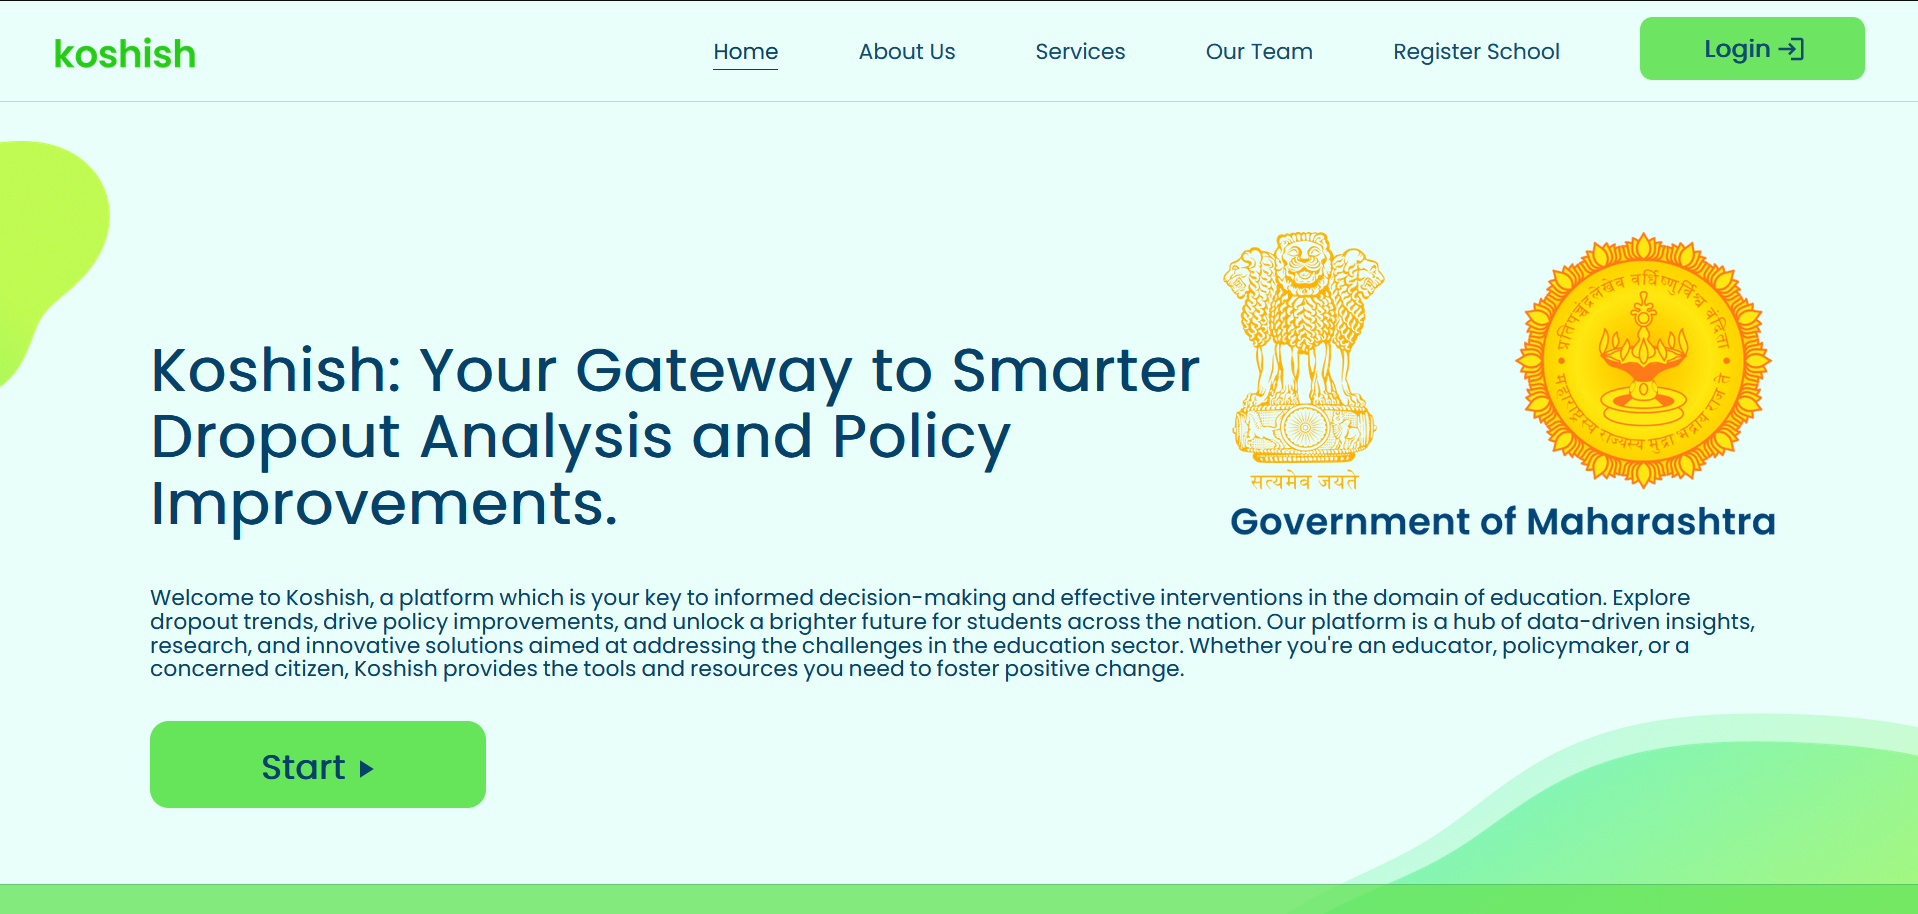 koshish
Home
About Us
Services
Our Team
Register School
Login
Koshish: Your Gateway to Smarter
Dropout Analysis and Policy
Improvements.
सत्यमेव जयते
प्रतिपच्चंद्रलेखेव वर्धिष्णुर्विश्व वंदिता
महाराष्ट्रस्य राज्यस्य मुद्रा भद्राय राजते
Government of Maharashtra
Welcome to Koshish, a platform which is your key to informed decision-making and effective interventions in the domain of education. Explore
dropout trends, drive policy improvements, and unlock a brighter future for students across the nation. Our platform is a hub of data-driven insights,
research, and innovative solutions aimed at addressing the challenges in the education sector. Whether you're an educator, policymaker, or a
concerned citizen, Koshish provides the tools and resources you need to foster positive change.
Start